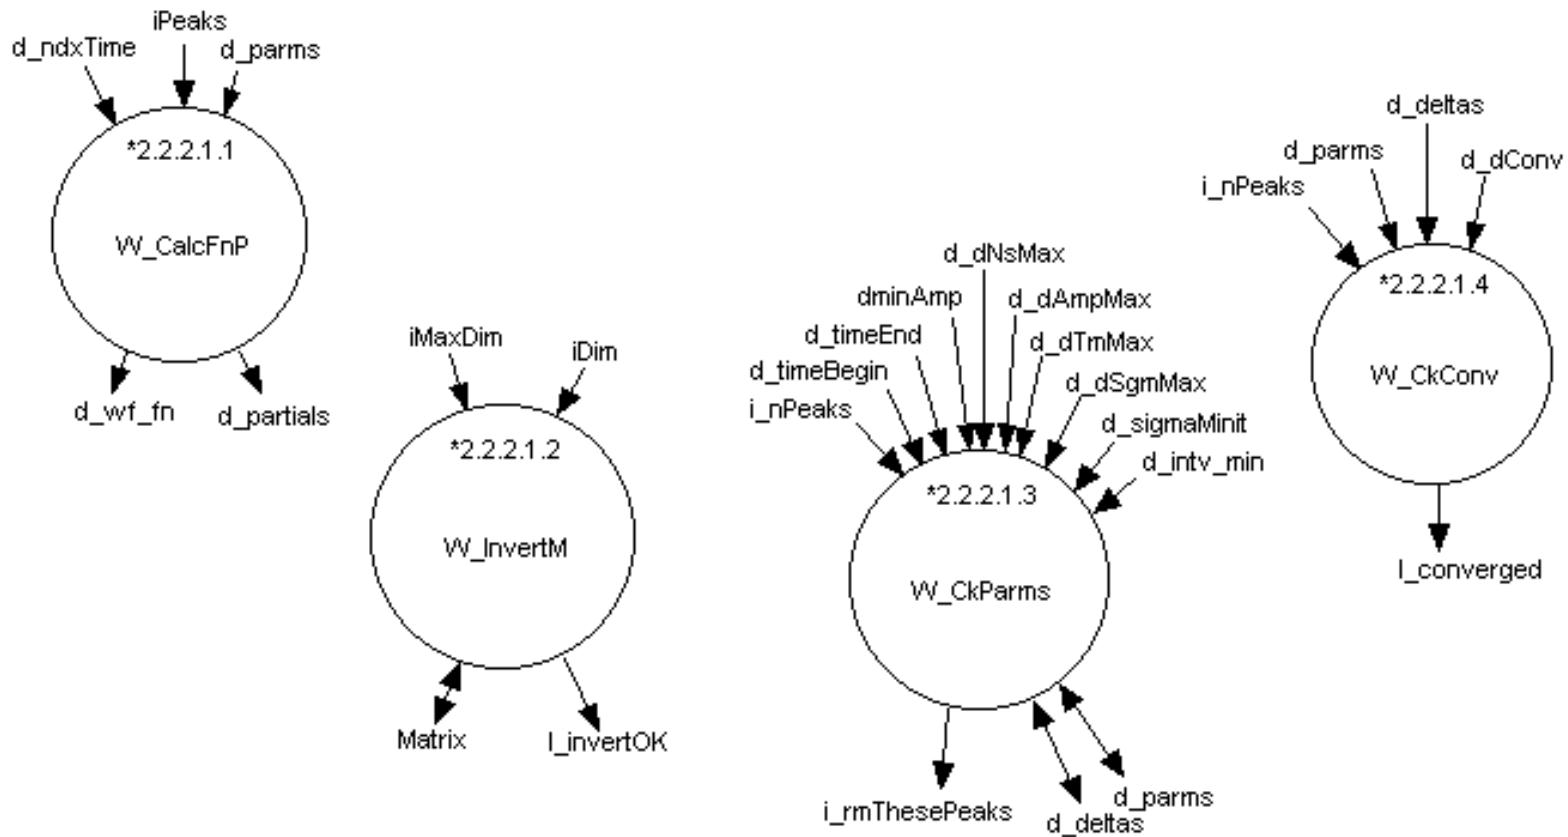 iPeaks
d_ndxTime
d_parms
*2.2.2.1.1
W_CalcFnP
d_wf_fn
d_partials
iMaxDim
iDim
*2.2.2.1.2
W_InvertM
Matrix
l_invertOK
d_dNsMax
dminAmp
d_dAmpMax
d_timeEnd
d_dTmMax
d_timeBegin
d_dSgmMax
i_nPeaks
d_sigmaMinit
d_intv_min
*2.2.2.1.3
W_CkParms
i_rmThesePeaks
d_deltas
d_parms
d_deltas
d_parms
d_dConv
i_nPeaks
*2.2.2.1.4
W_CkConv
l_converged